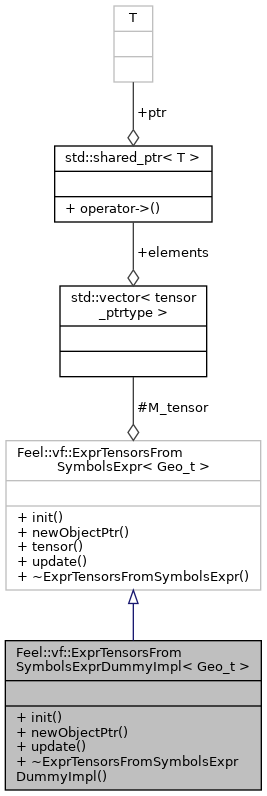 T
+ptr
std::shared_ptr< T >
+ operator->()
+elements
std::vector< tensor
_ptrtype >
#M_tensor
Feel::vf::ExprTensorsFrom
SymbolsExpr< Geo_t >
+ init()
+ newObjectPtr()
+ tensor()
+ update()
+ ~ExprTensorsFromSymbolsExpr()
Feel::vf::ExprTensorsFrom
SymbolsExprDummyImpl< Geo_t >
+ init()
+ newObjectPtr()
+ update()
+ ~ExprTensorsFromSymbolsExpr
DummyImpl()